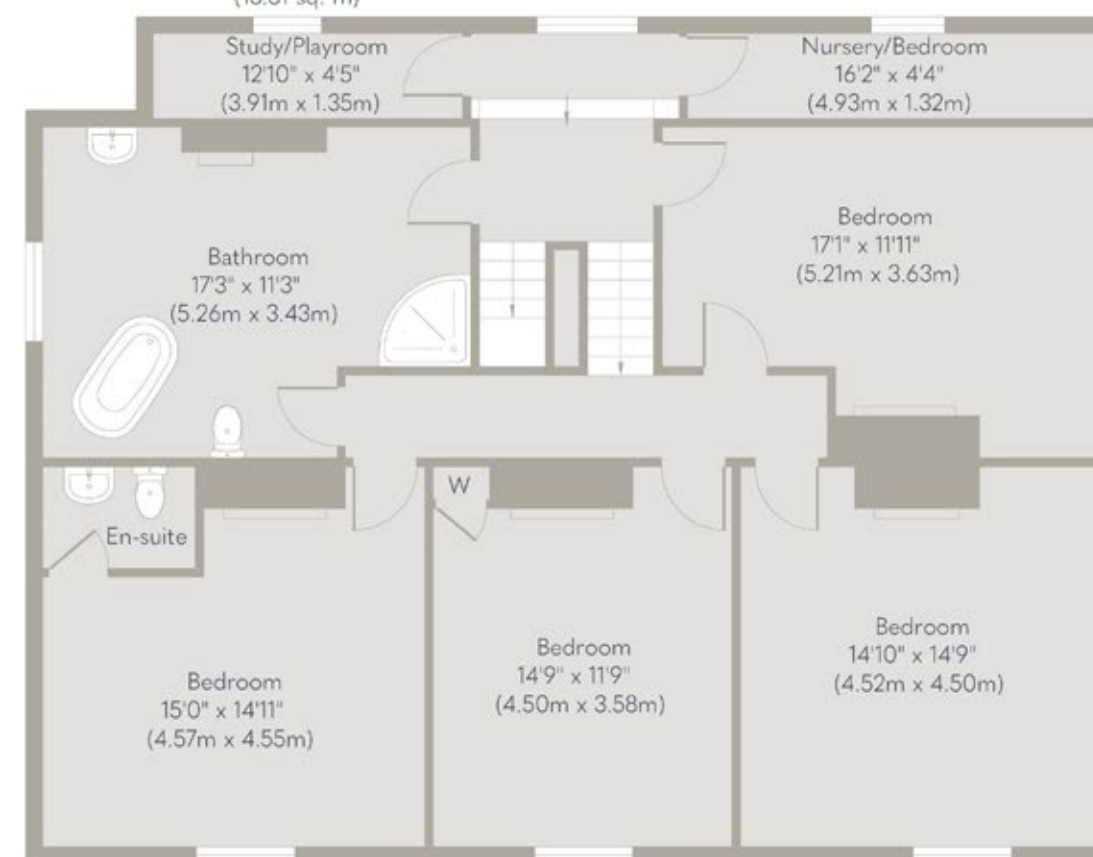 Study/Playroom
12'10" x 4'5"
(3.91m x 1.35m)
Nursery/Bedroom
16'2" x 4'4"
(4.93m x 1.32m)
Bathroom
17'3" x 11'3"
(5.26m x 3.43m)
Bedroom
17'1" x 11'11"
(5.21m x 3.63m)
En-suite
W
Bedroom
15'0" x 14'11"
(4.57m x 4.55m)
Bedroom
14'9" x 11'9"
(4.50m x 3.58m)
Bedroom
14'10" x 14'9"
(4.52m x 4.50m)